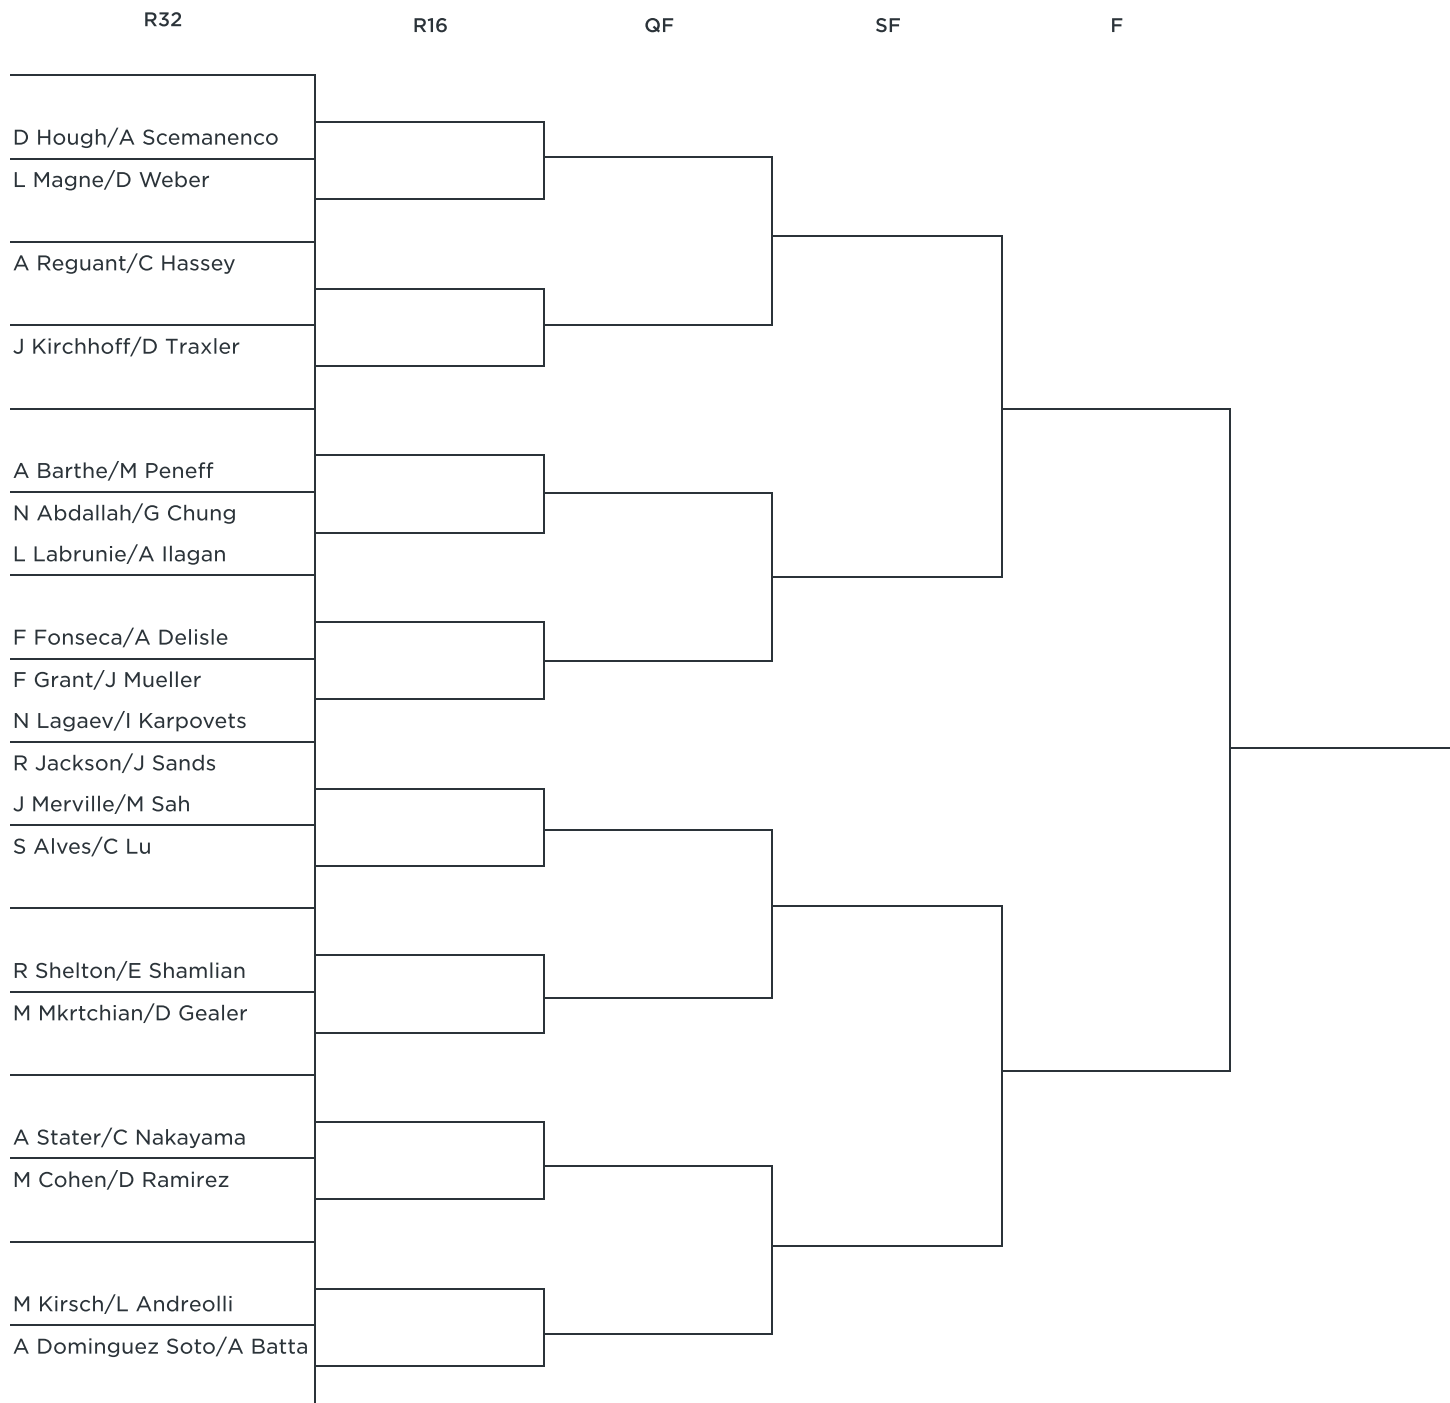 R32
R16
QF
SF
F
D Hough/A Scemanenco
L Magne/D Weber
A Reguant/C Hassey
J Kirchhoff/D Traxler
A Barthe/M Peneff
N Abdallah/G Chung
L Labrunie/A Ilagan
F Fonseca/A Delisle
F Grant/J Mueller
N Lagaev/I Karpovets
R Jackson/J Sands
J Merville/M Sah
S Alves/C Lu
R Shelton/E Shamlian
M Mkrtchian/D Gealer
A Stater/C Nakayama
M Cohen/D Ramirez
M Kirsch/L Andreolli
A Dominguez Soto/A Batta